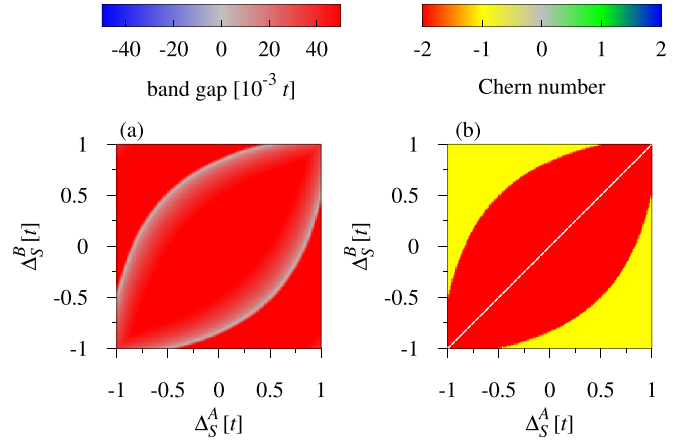 -40 -20 0 20 40
band gap [10⁻³ t]
-2 -1 0 1 2
Chern number
(a)
1
0.5
0
-0.5
-1
Δ_S^B [t]
-1 -0.5 0 0.5 1
Δ_S^A [t]
(b)
1
0.5
0
-0.5
-1
Δ_S^B [t]
-1 -0.5 0 0.5 1
Δ_S^A [t]